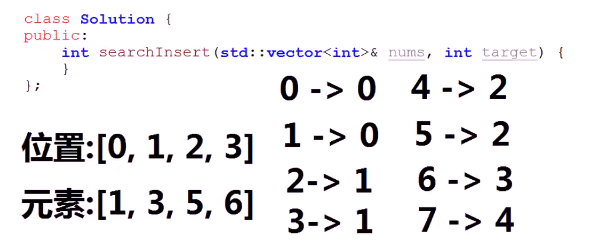 class Solution {
public:
int searchInsert(std::vector<int>& nums, int target) {
}
};
位置:[0, 1, 2, 3]
元素:[1, 3, 5, 6]
0 -> 0
1 -> 0
2-> 1
3-> 1
4 -> 2
5 -> 2
6 -> 3
7 -> 4